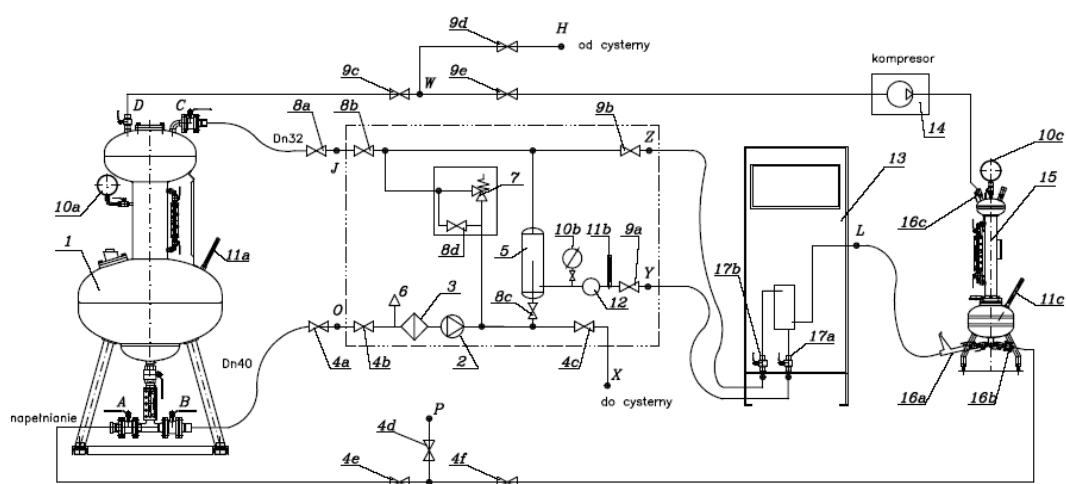 9d H
od cysterny
kompresor
9c W 9e
D C
8a 8b 9b Z
14
10c
Dn32
J
7
13
15
10a
16c
1
11a
8d
5
10b 11b 9a
L
Y
17b
11c
O
6
3
8c
12
4a
4b
2
4c
17a
Dn40
X
do cysterny
16a
16b
napełnianie
A B
P
4d
4e 4f